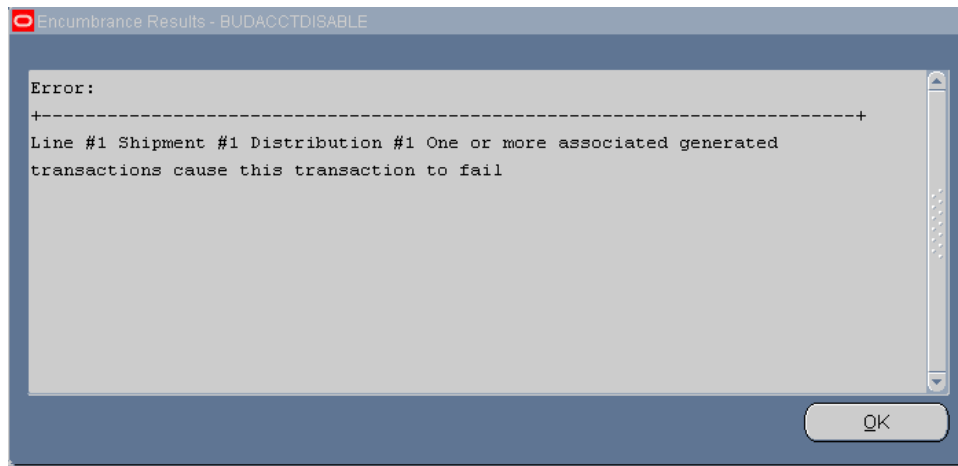 Encumbrance Results - BUDACCTDISABLE
Error:
+---------------------------------------------------------------------------+
Line #1 Shipment #1 Distribution #1 One or more associated generated
transactions cause this transaction to fail
OK